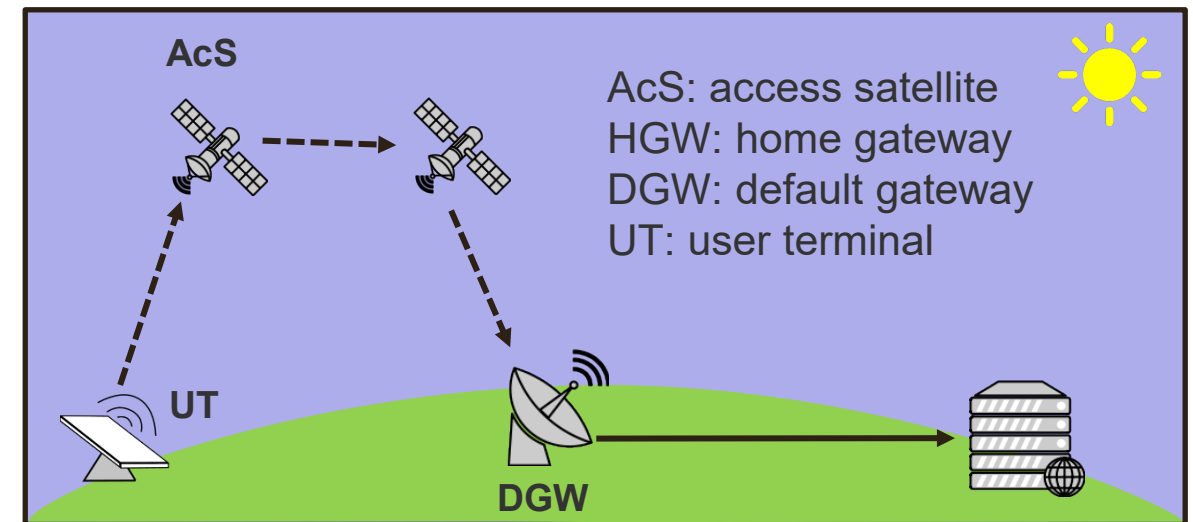 AcS
AcS: access satellite
HGW: home gateway
DGW: default gateway
UT: user terminal
UT
DGW